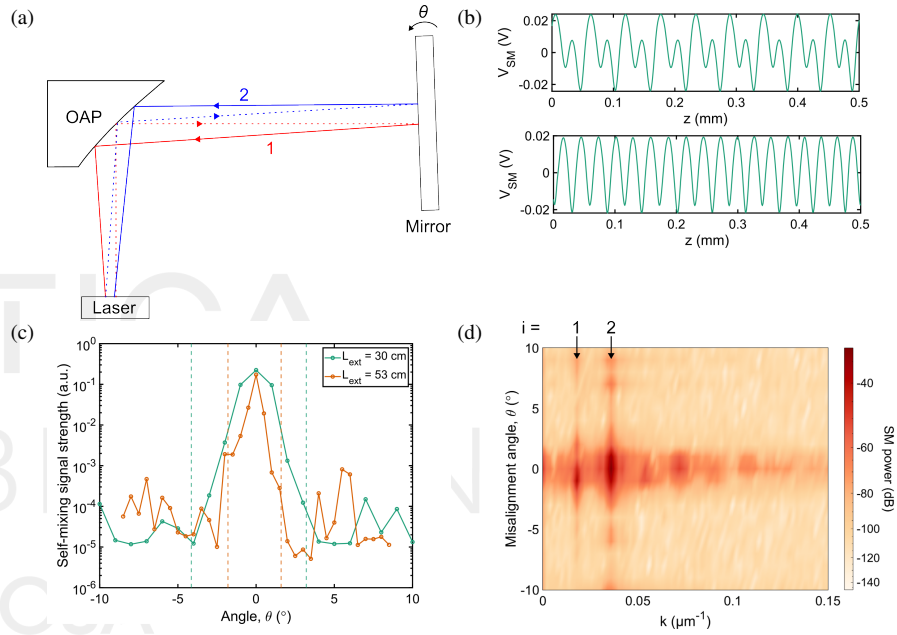 (a)
θ
OAP
2
1
Mirror
Laser
(b)
V_SM (V)
0.02
0
-0.02
0 0.1 0.2 0.3 0.4 0.5
z (mm)
V_SM (V)
0.02
0
-0.02
0 0.1 0.2 0.3 0.4 0.5
z (mm)
(c)
Self-mixing signal strength (a.u.)
10^0
10^-1
10^-2
10^-3
10^-4
10^-5
10^-6
L_ext = 30 cm
L_ext = 53 cm
-10 -5 0 5 10
Angle, θ (°)
(d)
i = 1 2
Misalignment angle, θ (°)
10
5
0
-5
-10
0 0.05 0.1 0.15
k (μm^-1)
-40
-60
-80
-100
-120
-140
SM power (dB)